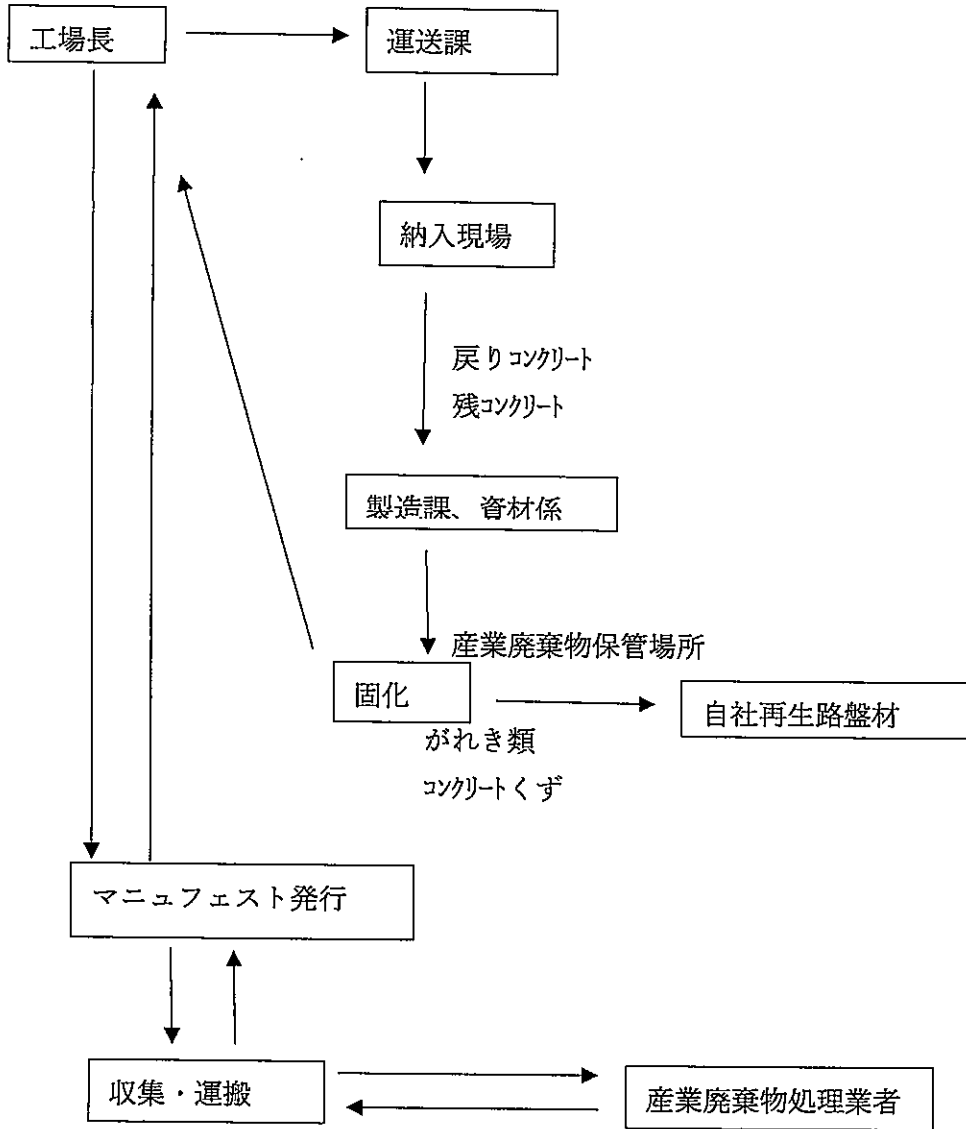 工場長
運送課
納入現場
戻りコンクリート
残コンクリート
製造課、資材係
産業廃棄物保管場所
固化
自社再生路盤材
がれき類
コンクリートくず
マニュフェスト発行
収集・運搬
産業廃棄物処理業者